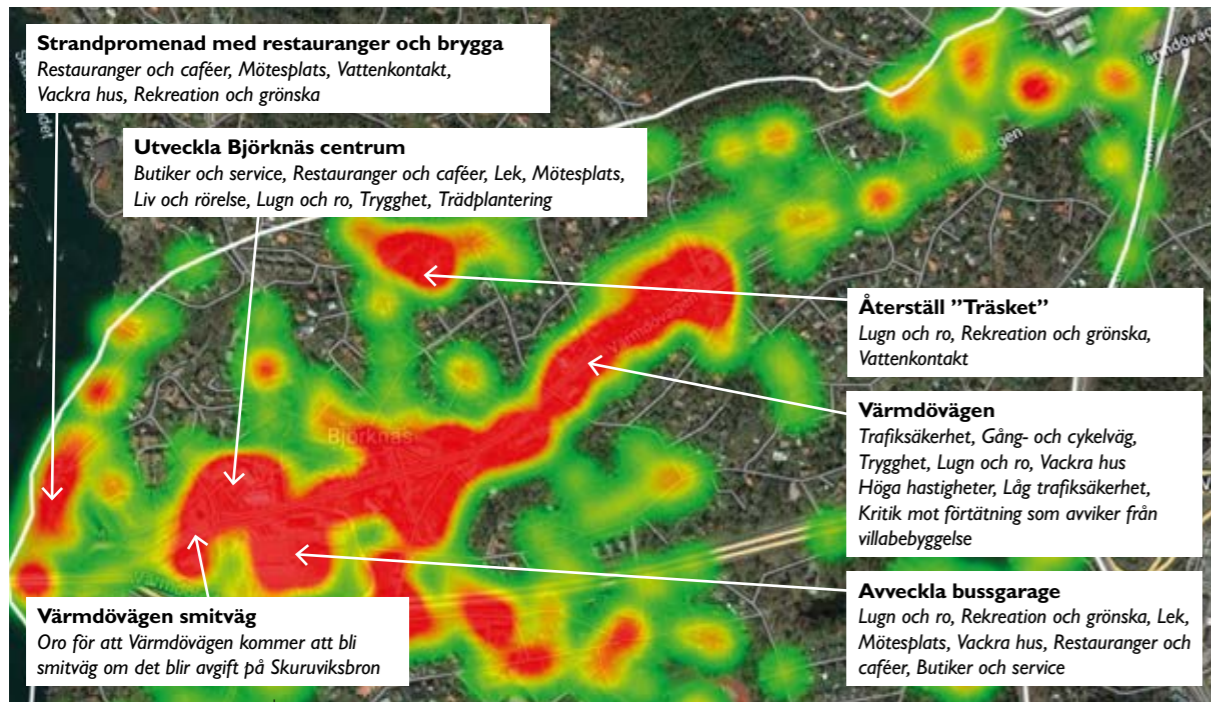 Strandpromenad med restauranger och brygga
Restauranger och caféer, Mötesplats, Vattenkontakt,
Vackra hus, Rekreation och grönska
Utveckla Björknäs centrum
Butiker och service, Restauranger och caféer, Lek, Mötesplats,
Liv och rörelse, Lugn och ro, Trygghet, Trädplantering
Återställ ”Träsket”
Lugn och ro, Rekreation och grönska,
Vattenkontakt
Värmdövägen
Trafiksäkerhet, Gång- och cykelväg,
Trygghet, Lugn och ro, Vackra hus
Höga hastigheter, Låg trafiksäkerhet,
Kritik mot förtätning som avviker från
villabebyggelse
Avveckla bussgarage
Lugn och ro, Rekreation och grönska, Lek,
Mötesplats, Vackra hus, Restauranger och
caféer, Butiker och service
Värmdövägen smitväg
Oro för att Värmdövägen kommer att bli
smitväg om det blir avgift på Skuruviksbron
Björknäs
Värmdövägen
Värmdövägen